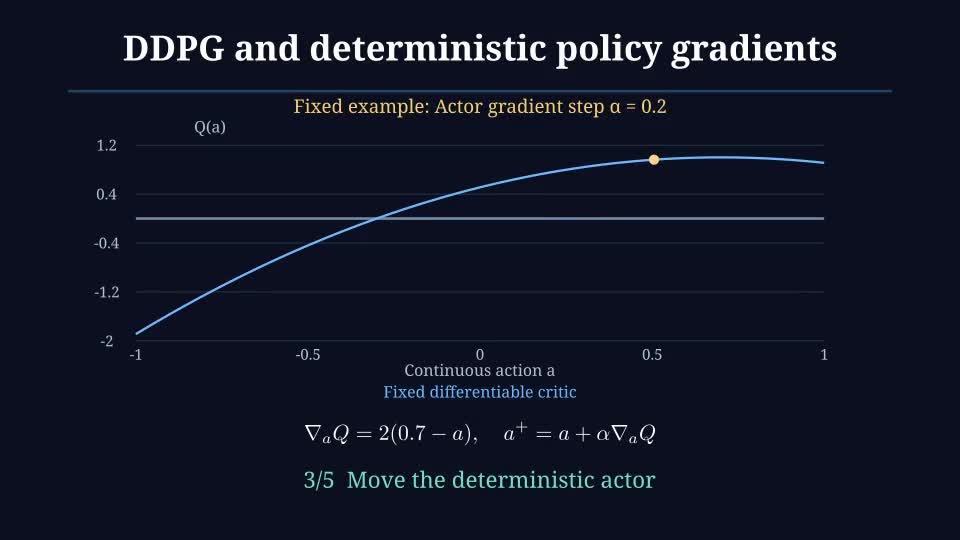 DDPG and deterministic policy gradients
Fixed example: Actor gradient step α = 0.2
Q(a)
1.2
0.4
-0.4
-1.2
-2
-1 -0.5 0 0.5 1
Continuous action a
Fixed differentiable critic
∇ₐQ = 2(0.7 − a), a⁺ = a + α∇ₐQ
3/5 Move the deterministic actor